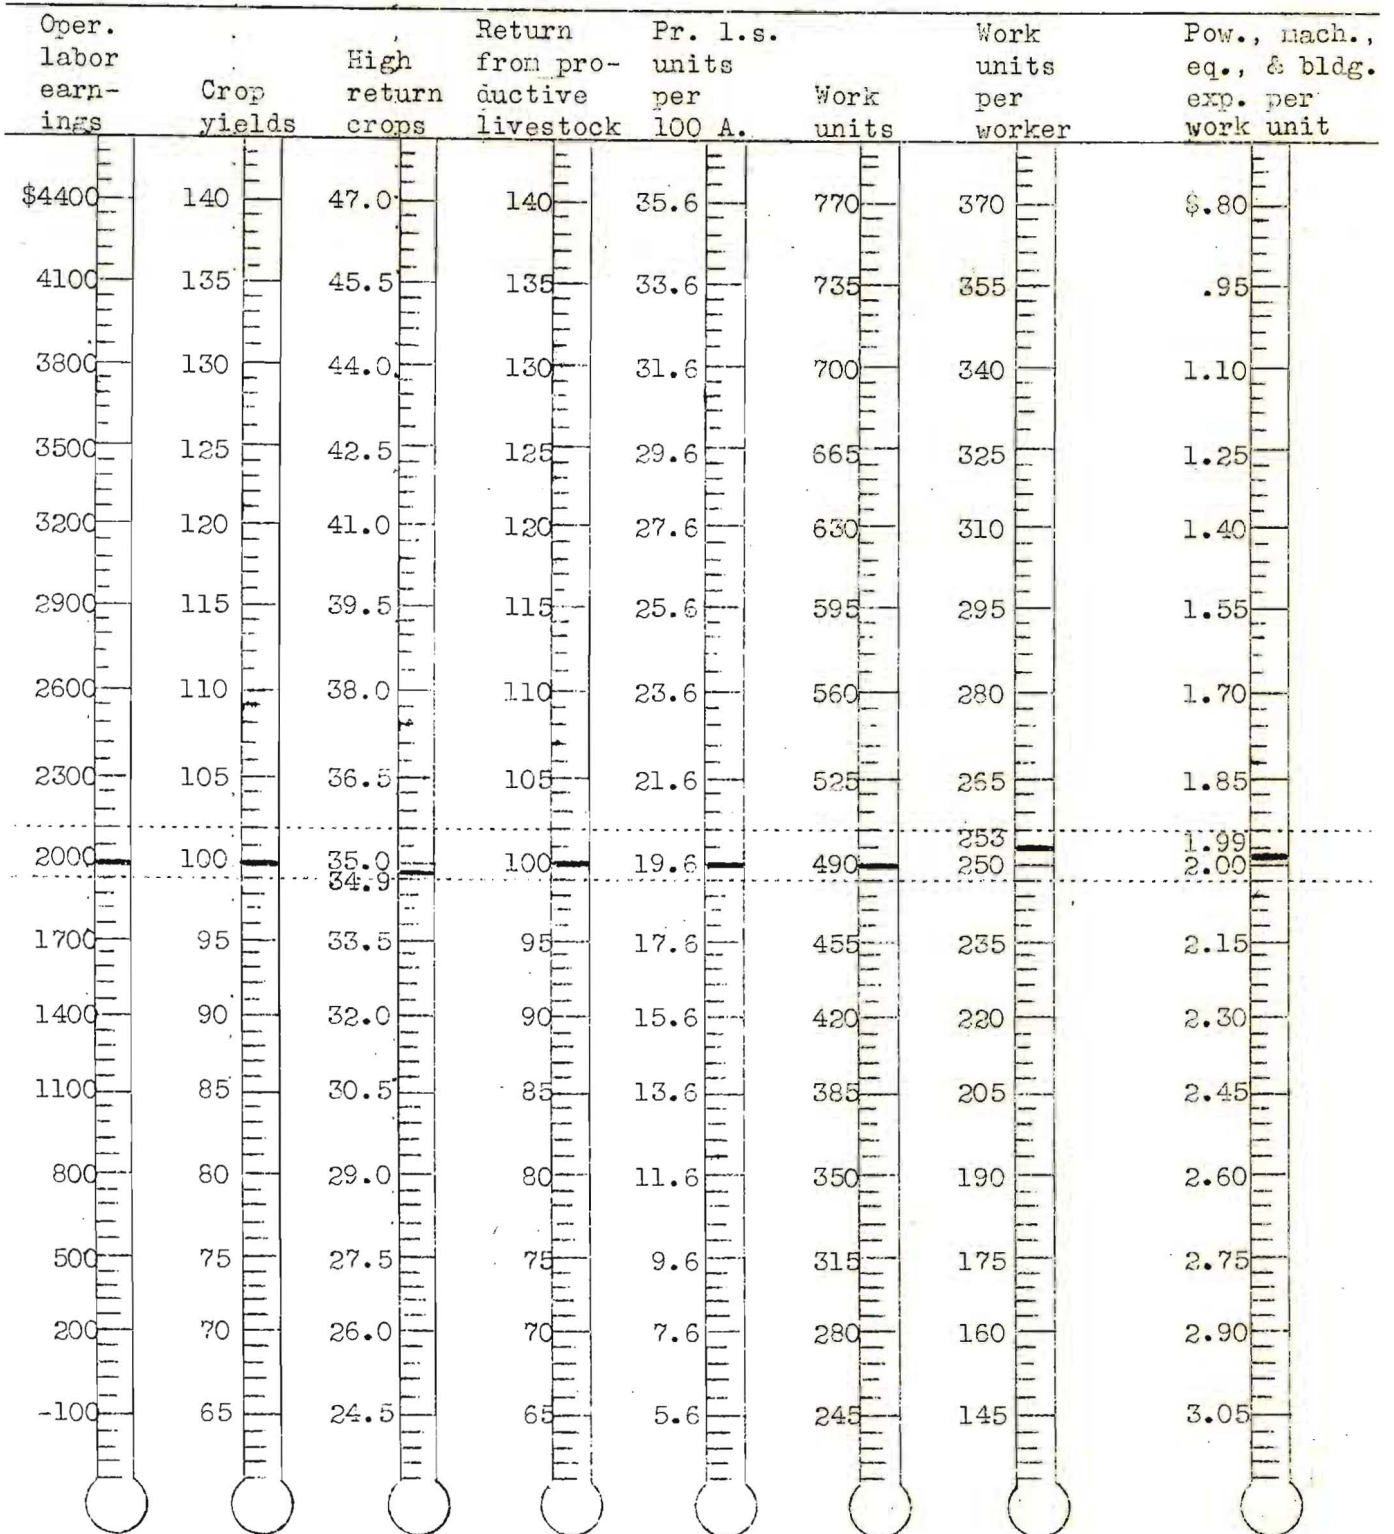 Oper. labor earn- ings
Crop yields
High return crops
Return from pro- ductive livestock
Pr. l.s. units per 100 A.
Work units
Work units per worker
Pow., mach., eq., & bldg. exp. per work unit
$4400 140 47.0 140 35.6 770 370 $.80
4100 135 45.5 135 33.6 735 355 .95
3800 130 44.0 130 31.6 700 340 1.10
3500 125 42.5 125 29.6 665 325 1.25
3200 120 41.0 120 27.6 630 310 1.40
2900 115 39.5 115 25.6 595 295 1.55
2600 110 38.0 110 23.6 560 280 1.70
2300 105 36.5 105 21.6 525 265 1.85
253 1.99
2000 100 35.0 100 19.6 490 250 2.00
34.9
1700 95 33.5 95 17.6 455 235 2.15
1400 90 32.0 90 15.6 420 220 2.30
1100 85 30.5 85 13.6 385 205 2.45
800 80 29.0 80 11.6 350 190 2.60
500 75 27.5 75 9.6 315 175 2.75
200 70 26.0 70 7.6 280 160 2.90
-100 65 24.5 65 5.6 245 145 3.05